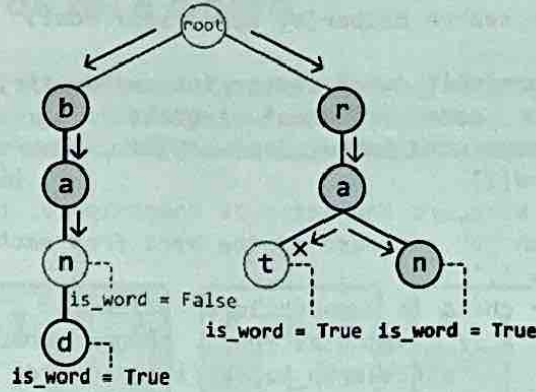 root
b r
a a
n t × n
is_word = False
d is_word = True is_word = True
is_word = True